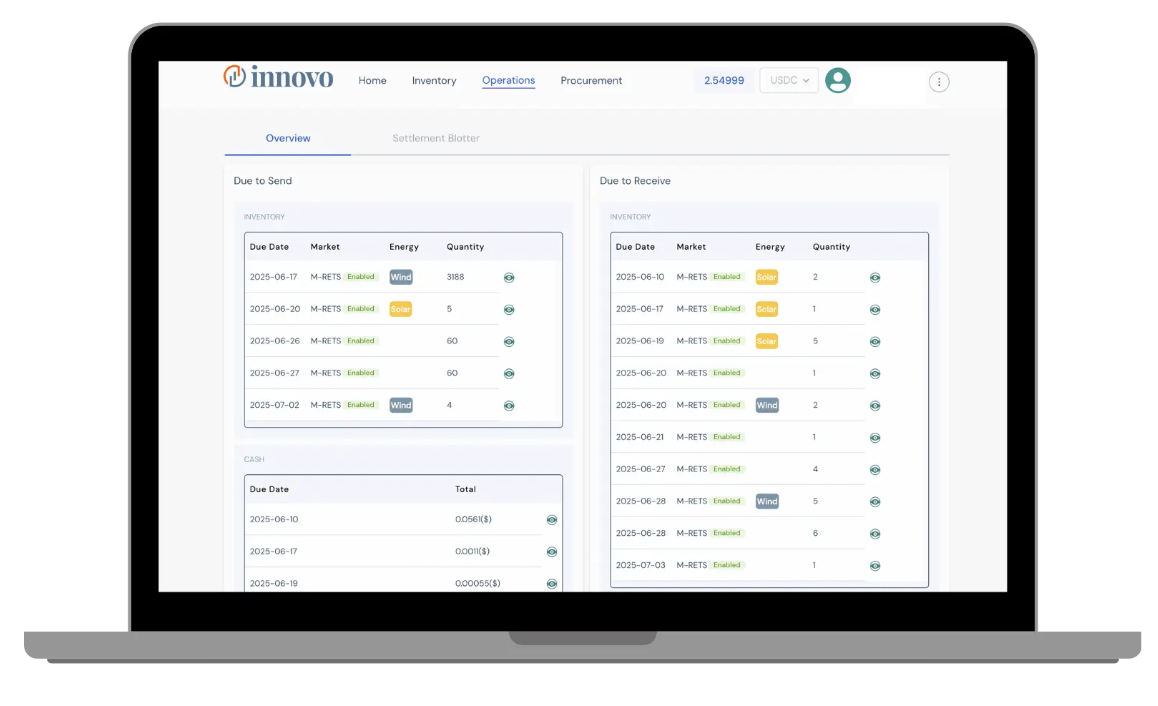 innovo Home Inventory Operations Procurement 2.54999 USDC
Overview Settlement Blotter
Due to Send
INVENTORY
Due Date Market Energy Quantity
2025-06-17 M-RETS Enabled Wind 3188
2025-06-20 M-RETS Enabled Solar 5
2025-06-26 M-RETS Enabled 60
2025-06-27 M-RETS Enabled 60
2025-07-02 M-RETS Enabled Wind 4
CASH
Due Date Total
2025-06-10 0.0561($)
2025-06-17 0.0011($)
2025-06-19 0.00055($)
Due to Receive
INVENTORY
Due Date Market Energy Quantity
2025-06-10 M-RETS Enabled Solar 2
2025-06-17 M-RETS Enabled Solar 1
2025-06-19 M-RETS Enabled Solar 5
2025-06-20 M-RETS Enabled 1
2025-06-20 M-RETS Enabled Wind 2
2025-06-21 M-RETS Enabled 1
2025-06-27 M-RETS Enabled 4
2025-06-28 M-RETS Enabled Wind 5
2025-06-28 M-RETS Enabled 6
2025-07-03 M-RETS Enabled 1